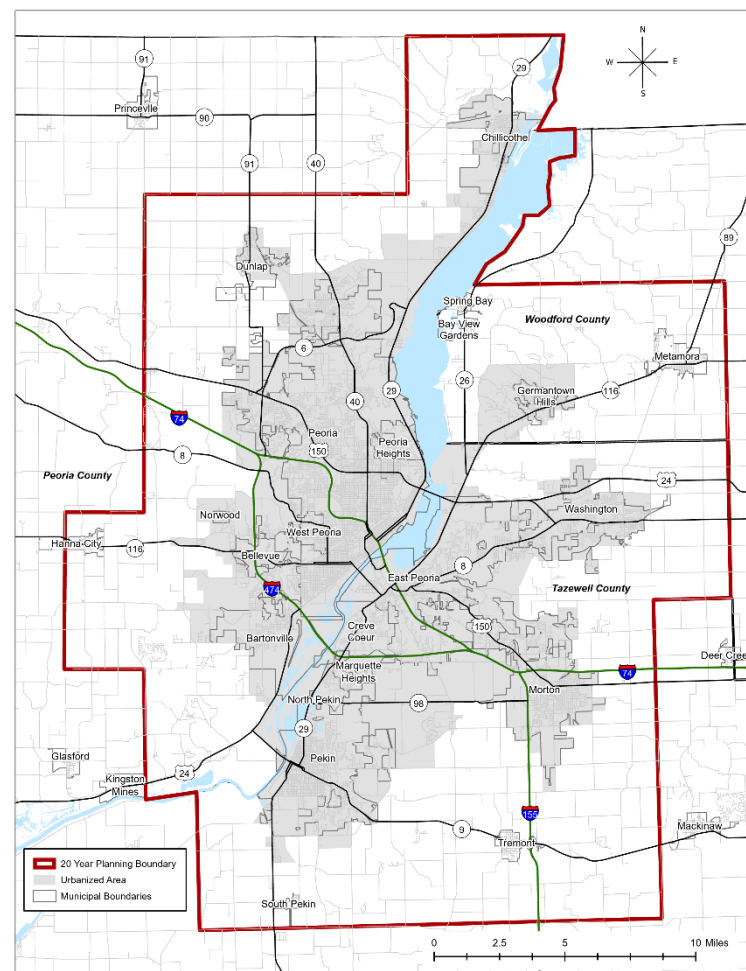 N
W E
S
91
29
Princeville
90
Chillicothe
91
40
89
Dunlap
Spring Bay
Bay View
Gardens
Woodford County
6
Metamora
29
26
Germantown
Hills
116
40
74
Peoria
Peoria
Heights
150
8
Peoria County
24
Washington
Norwood
West Peoria
Hanna City
116
Bellevue
8
East Peoria
474
Tazewell County
Creve
Coeur
150
Bartonville
Marquette
Heights
Deer Cree
74
Morton
North Pekin
98
29
Glasford
Pekin
24
Kingston
Mines
155
9
Mackinaw
Tremont
20 Year Planning Boundary
Urbanized Area
Municipal Boundaries
South Pekin
0 2.5 5 10 Miles